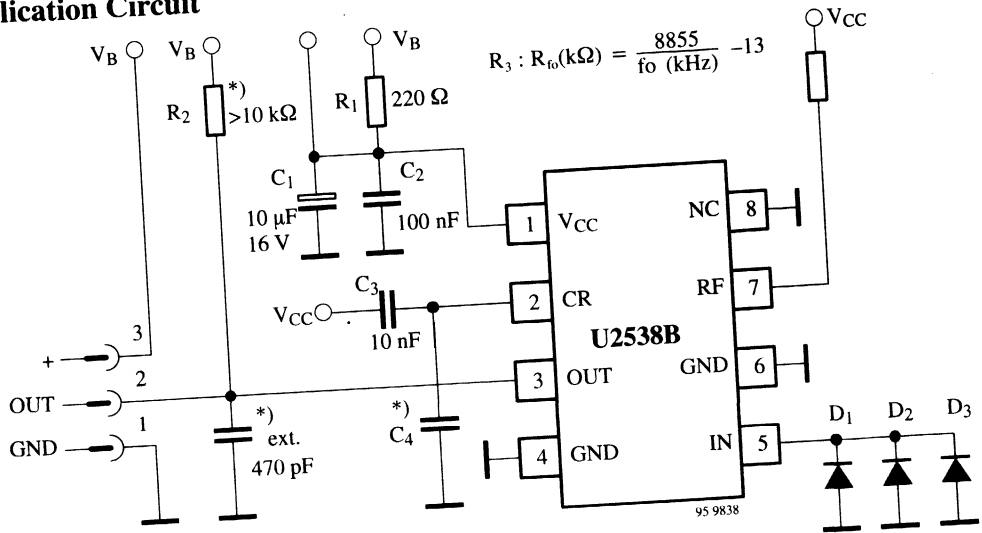 lication Circuit
V_B
V_B
V_B
V_CC
R_3 : R_fo(kΩ) = 8855 / fo (kHz) –13
R_2
*)
>10 kΩ
R_1
220 Ω
C_1
10 µF
16 V
C_2
100 nF
1
V_CC
NC
8
C_3
V_CC
10 nF
2
CR
RF
7
U2538B
+
3
OUT
2
3
OUT
GND
6
GND
1
*)
ext.
470 pF
*)
C_4
4
GND
IN
5
D_1
D_2
D_3
95 9838